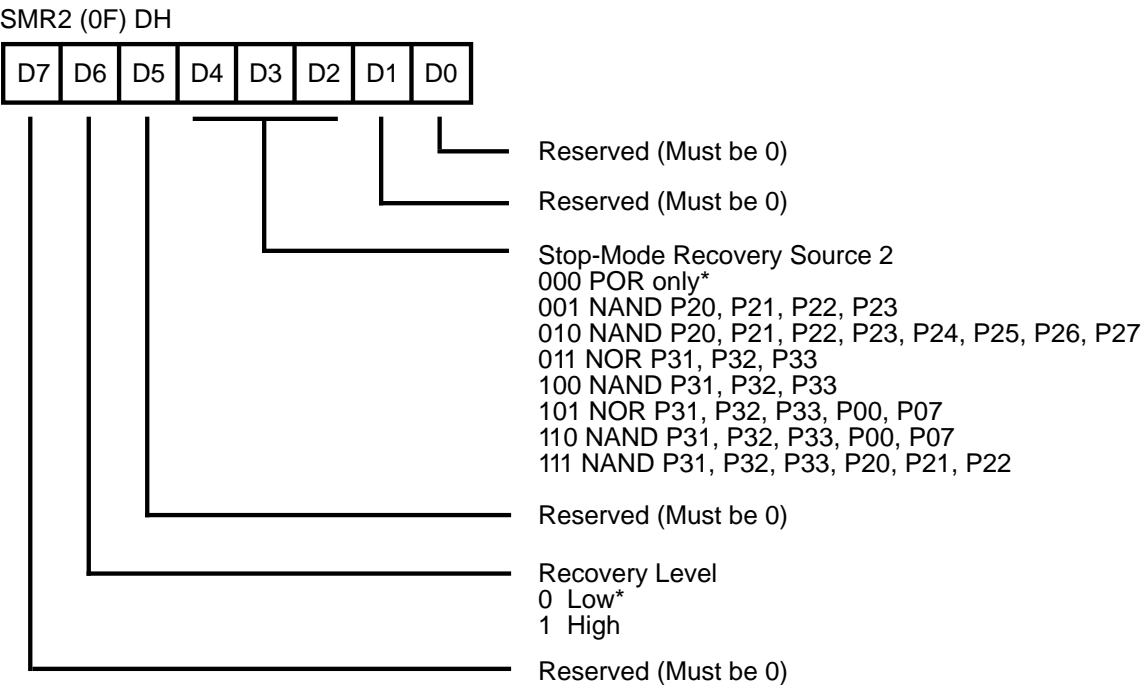 SMR2 (0F) DH
D7 D6 D5 D4 D3 D2 D1 D0
Reserved (Must be 0)
Reserved (Must be 0)
Stop-Mode Recovery Source 2
000 POR only*
001 NAND P20, P21, P22, P23
010 NAND P20, P21, P22, P23, P24, P25, P26, P27
011 NOR P31, P32, P33
100 NAND P31, P32, P33
101 NOR P31, P32, P33, P00, P07
110 NAND P31, P32, P33, P00, P07
111 NAND P31, P32, P33, P20, P21, P22
Reserved (Must be 0)
Recovery Level
0 Low*
1 High
Reserved (Must be 0)